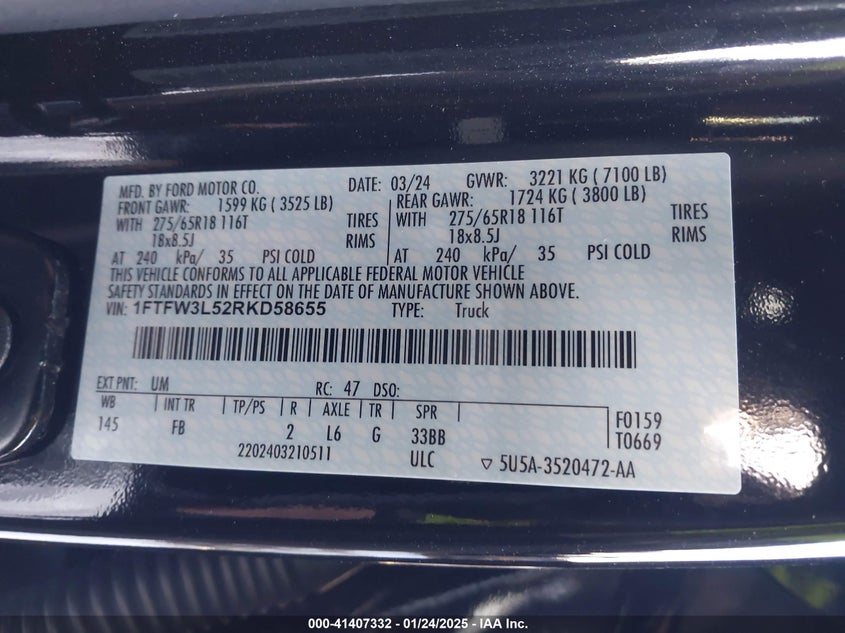 MFD. BY FORD MOTOR CO. DATE: 03/24 GVWR: 3221 KG ( 7100 LB)
FRONT GAWR: 1599 KG ( 3525 LB) REAR GAWR: 1724 KG ( 3800 LB)
WITH 275/65R18 116T TIRES WITH 275/65R18 116T TIRES
18x8.5J RIMS 18x8.5J RIMS
AT 240 kPa/ 35 PSI COLD AT 240 kPa/ 35 PSI COLD
THIS VEHICLE CONFORMS TO ALL APPLICABLE FEDERAL MOTOR VEHICLE
SAFETY STANDARDS IN EFFECT ON THE DATE OF MANUFACTURE SHOWN ABOVE.
VIN: 1FTFW3L52RKD58655 TYPE: Truck
EXT PNT: UM RC: 47 DSO:
WB INT TR TP/PS R AXLE TR SPR F0159
145 FB 2 L6 G 33BB T0669
2202403210511 ULC ▽ 5U5A-3520472-AA
000-41407332 - 01/24/2025 - IAA Inc.